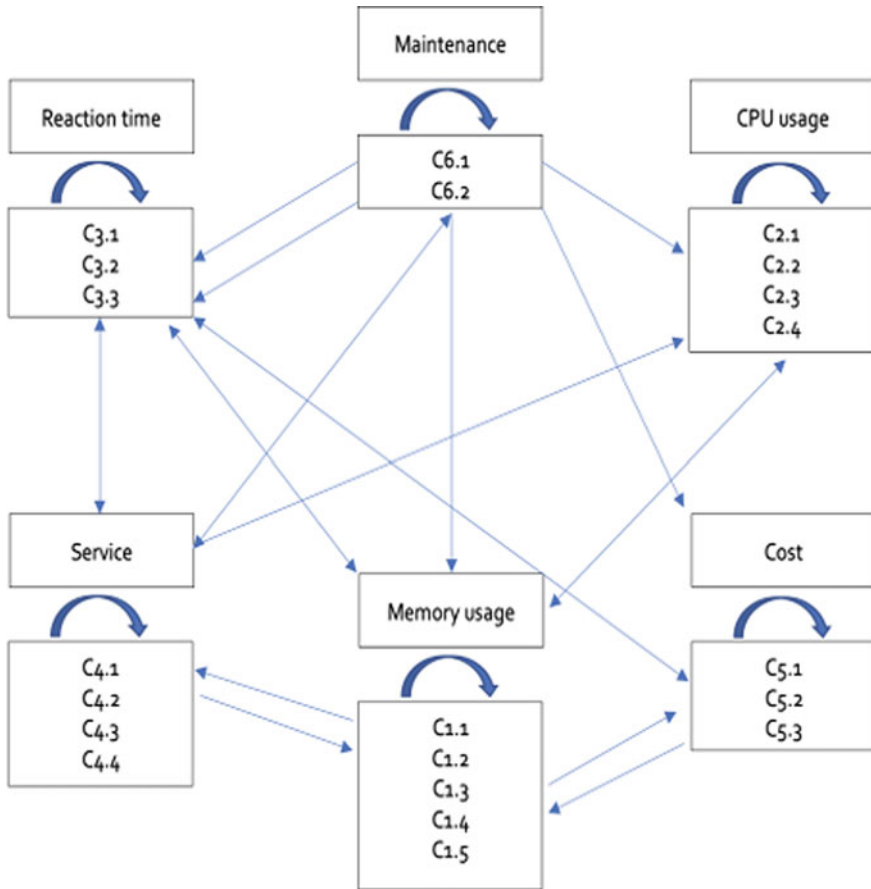 Maintenance
Reaction time
CPU usage
C6.1
C6.2
C3.1
C3.2
C3.3
C2.1
C2.2
C2.3
C2.4
Service
Cost
Memory usage
C4.1
C4.2
C4.3
C4.4
C5.1
C5.2
C5.3
C1.1
C1.2
C1.3
C1.4
C1.5